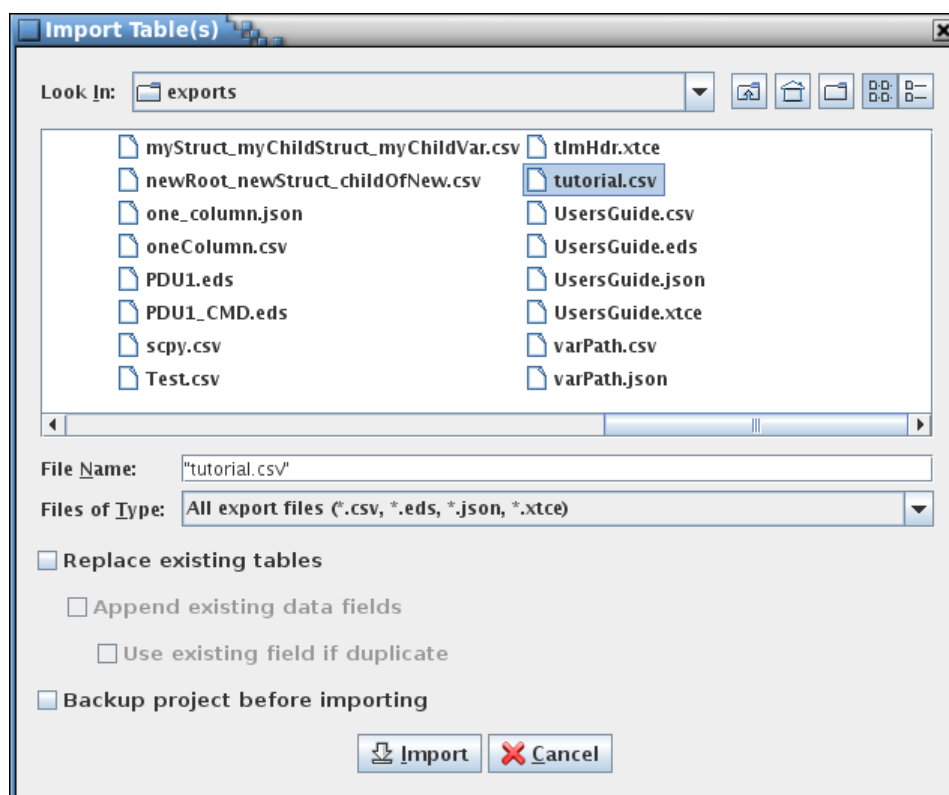 Import Table(s)
Look In: exports
myStruct_myChildStruct_myChildVar.csv
newRoot_newStruct_childOfNew.csv
one_column.json
oneColumn.csv
PDU1.eds
PDU1_CMD.eds
scpy.csv
Test.csv
tlmHdr.xtce
tutorial.csv
UsersGuide.csv
UsersGuide.eds
UsersGuide.json
UsersGuide.xtce
varPath.csv
varPath.json
File Name: "tutorial.csv"
Files of Type: All export files (*.csv, *.eds, *.json, *.xtce)
Replace existing tables
Append existing data fields
Use existing field if duplicate
Backup project before importing
Import Cancel